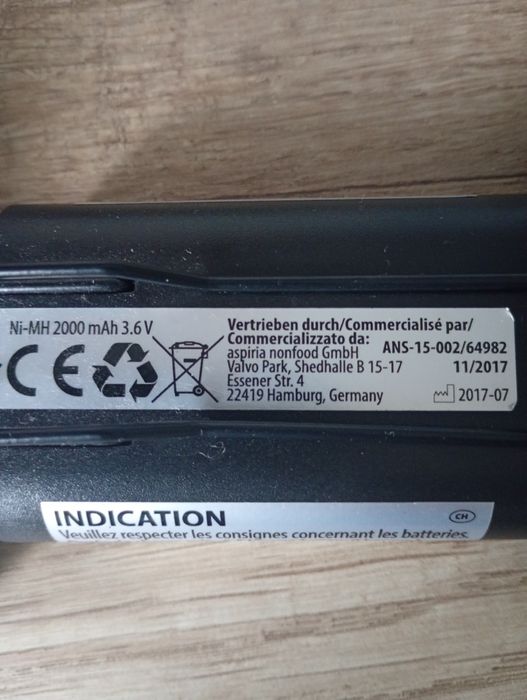 Ni-MH 2000 mAh 3.6 V
CE
Vertrieben durch/Commercialisé par/
Commercializzato da:
aspiria nonfood GmbH
Valvo Park, Shedhalle B 15-17
Essener Str. 4
22419 Hamburg, Germany
ANS-15-002/64982
11/2017
2017-07
INDICATION
CH
Veuillez respecter les consignes concernant les batteries.